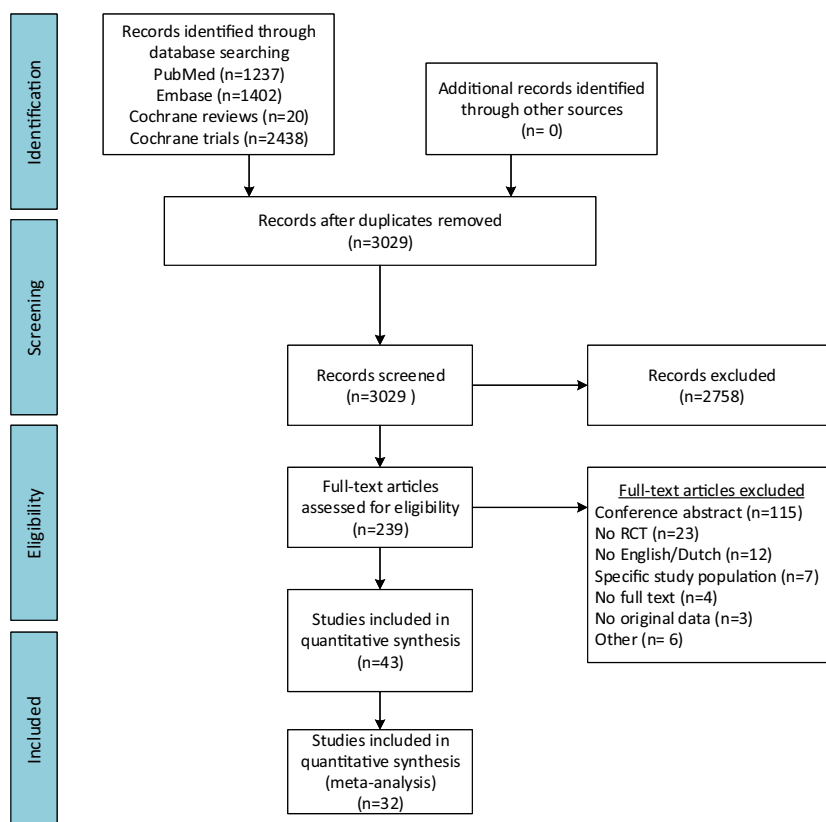 Identification
Records identified through
database searching
PubMed (n=1237)
Embase (n=1402)
Cochrane reviews (n=20)
Cochrane trials (n=2438)
Additional records identified
through other sources
(n= 0)
Records after duplicates removed
(n=3029)
Screening
Records screened
(n=3029 )
Records excluded
(n=2758)
Eligibility
Full-text articles
assessed for eligibility
(n=239)
Full-text articles excluded
Conference abstract (n=115)
No RCT (n=23)
No English/Dutch (n=12)
Specific study population (n=7)
No full text (n=4)
No original data (n=3)
Other (n= 6)
Studies included in
quantitative synthesis
(n=43)
Included
Studies included in
quantitative synthesis
(meta-analysis)
(n=32)